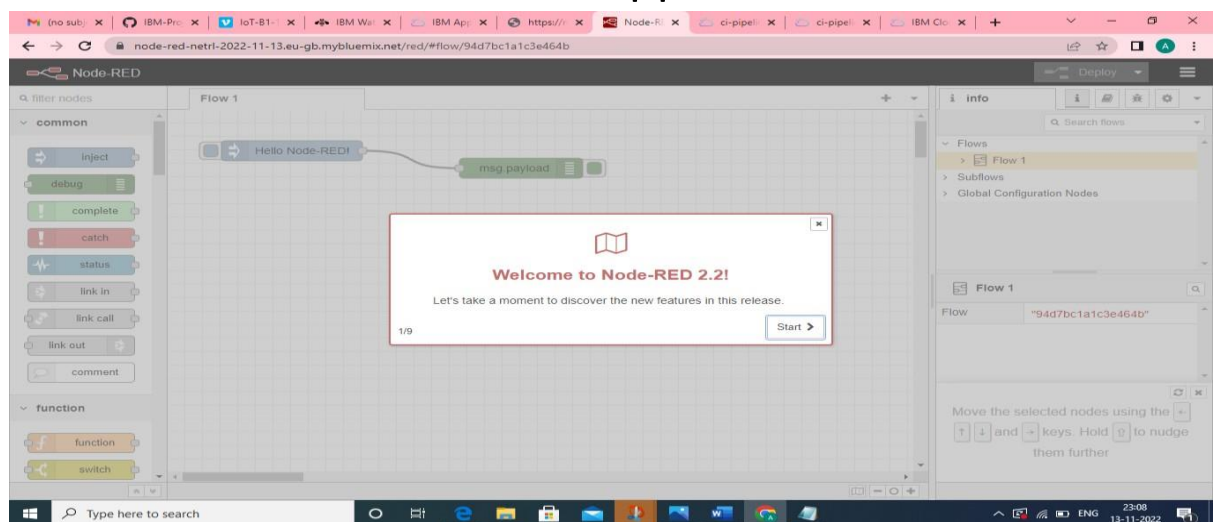 (no subj
IBM-Pro
IoT-B1-
IBM Wat
IBM App
https://
Node-R
ci-pipeli
ci-pipeli
IBM Clo
node-red-netrl-2022-11-13.eu-gb.mybluemix.net/red/#flow/94d7bc1a1c3e464b
A
Node-RED
Deploy
filter nodes
Flow 1
info
i
Search flows
common
inject
debug
complete
catch
status
link in
link call
link out
comment
function
function
switch
Hello Node-RED!
msg.payload
Welcome to Node-RED 2.2!
Let's take a moment to discover the new features in this release.
1/9
Start
Flows
Flow 1
Subflows
Global Configuration Nodes
Flow 1
Flow "94d7bc1a1c3e464b"
Move the selected nodes using the ←
↑ ↓ and → keys. Hold ⇧ to nudge
them further
Type here to search
ENG
23:08
13-11-2022